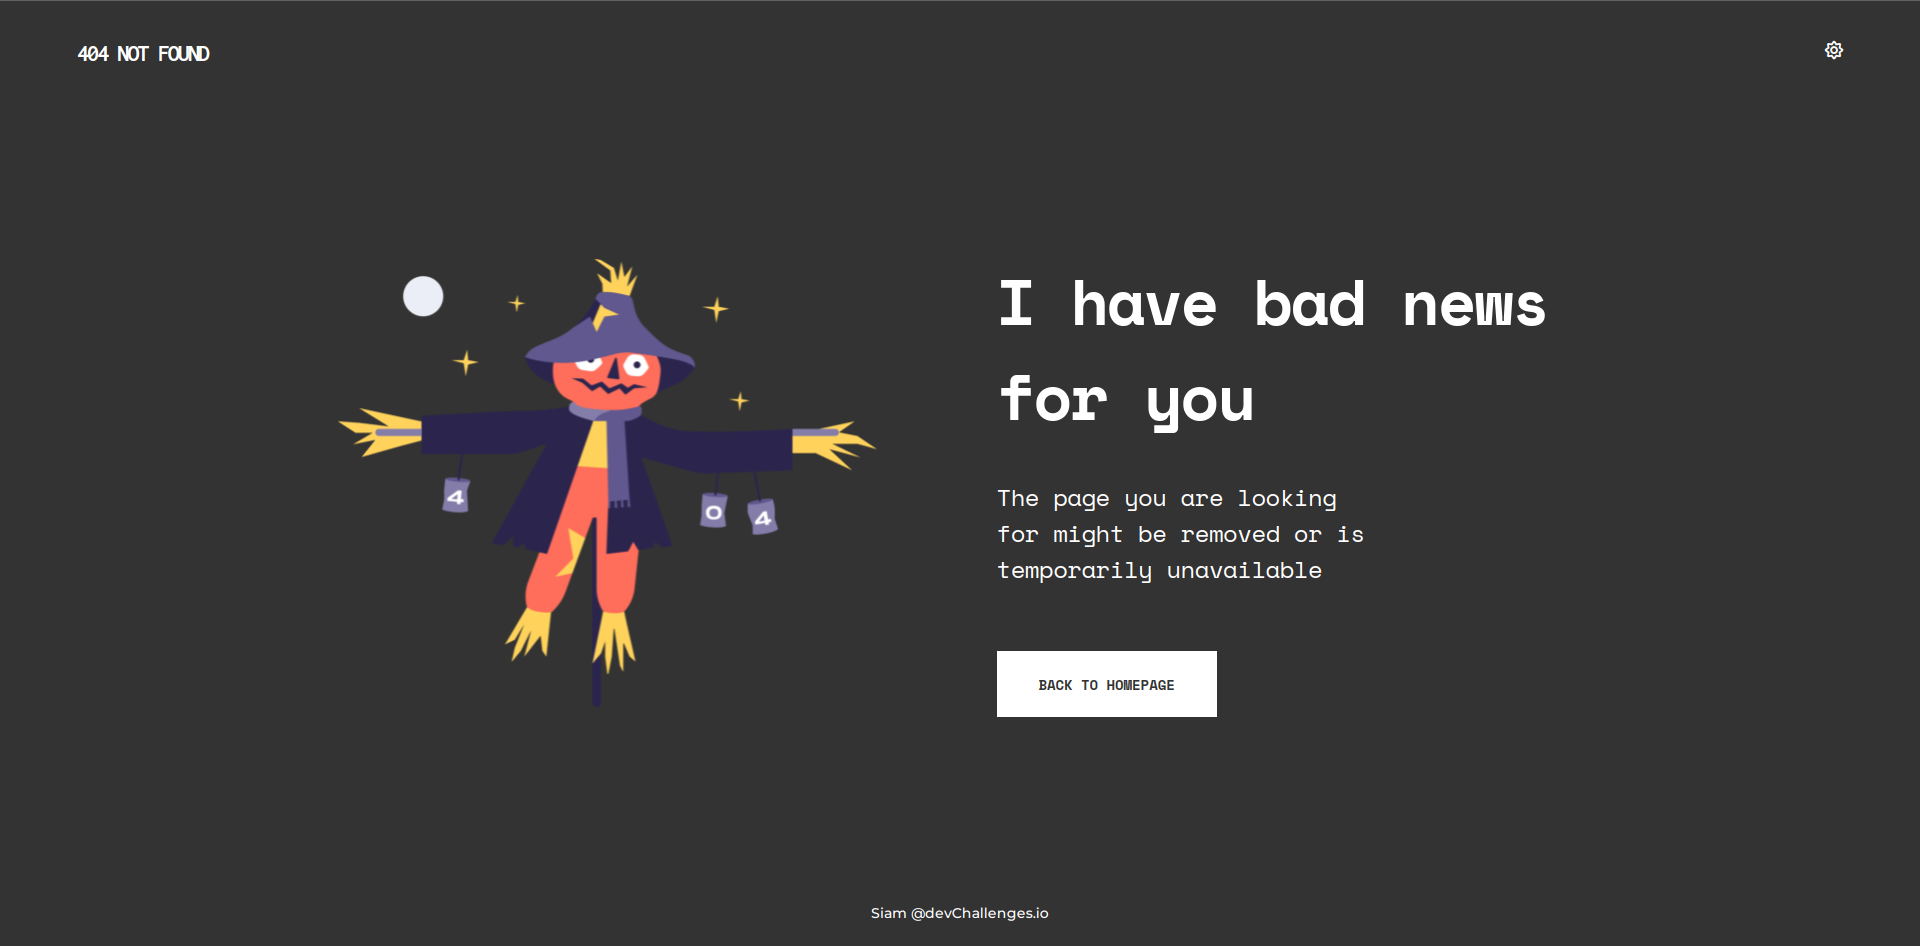 404 NOT FOUND
I have bad news
for you
4
0
4
The page you are looking
for might be removed or is
temporarily unavailable
BACK TO HOMEPAGE
Siam @devChallenges.io